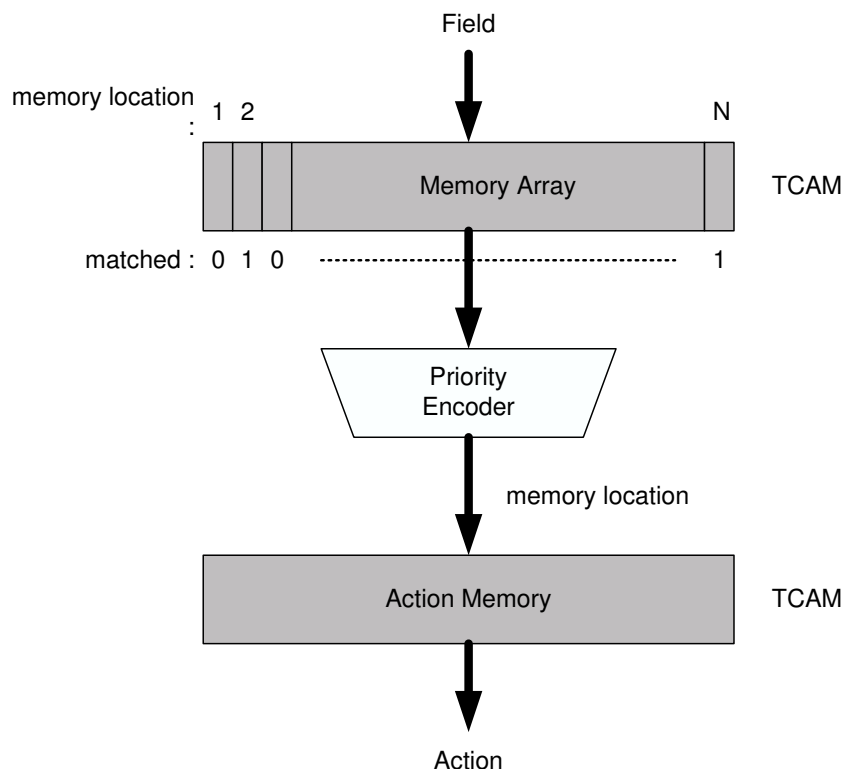 Field
memory location
:
1 2 N
Memory Array
TCAM
matched : 0 1 0 1
Priority
Encoder
memory location
Action Memory
TCAM
Action